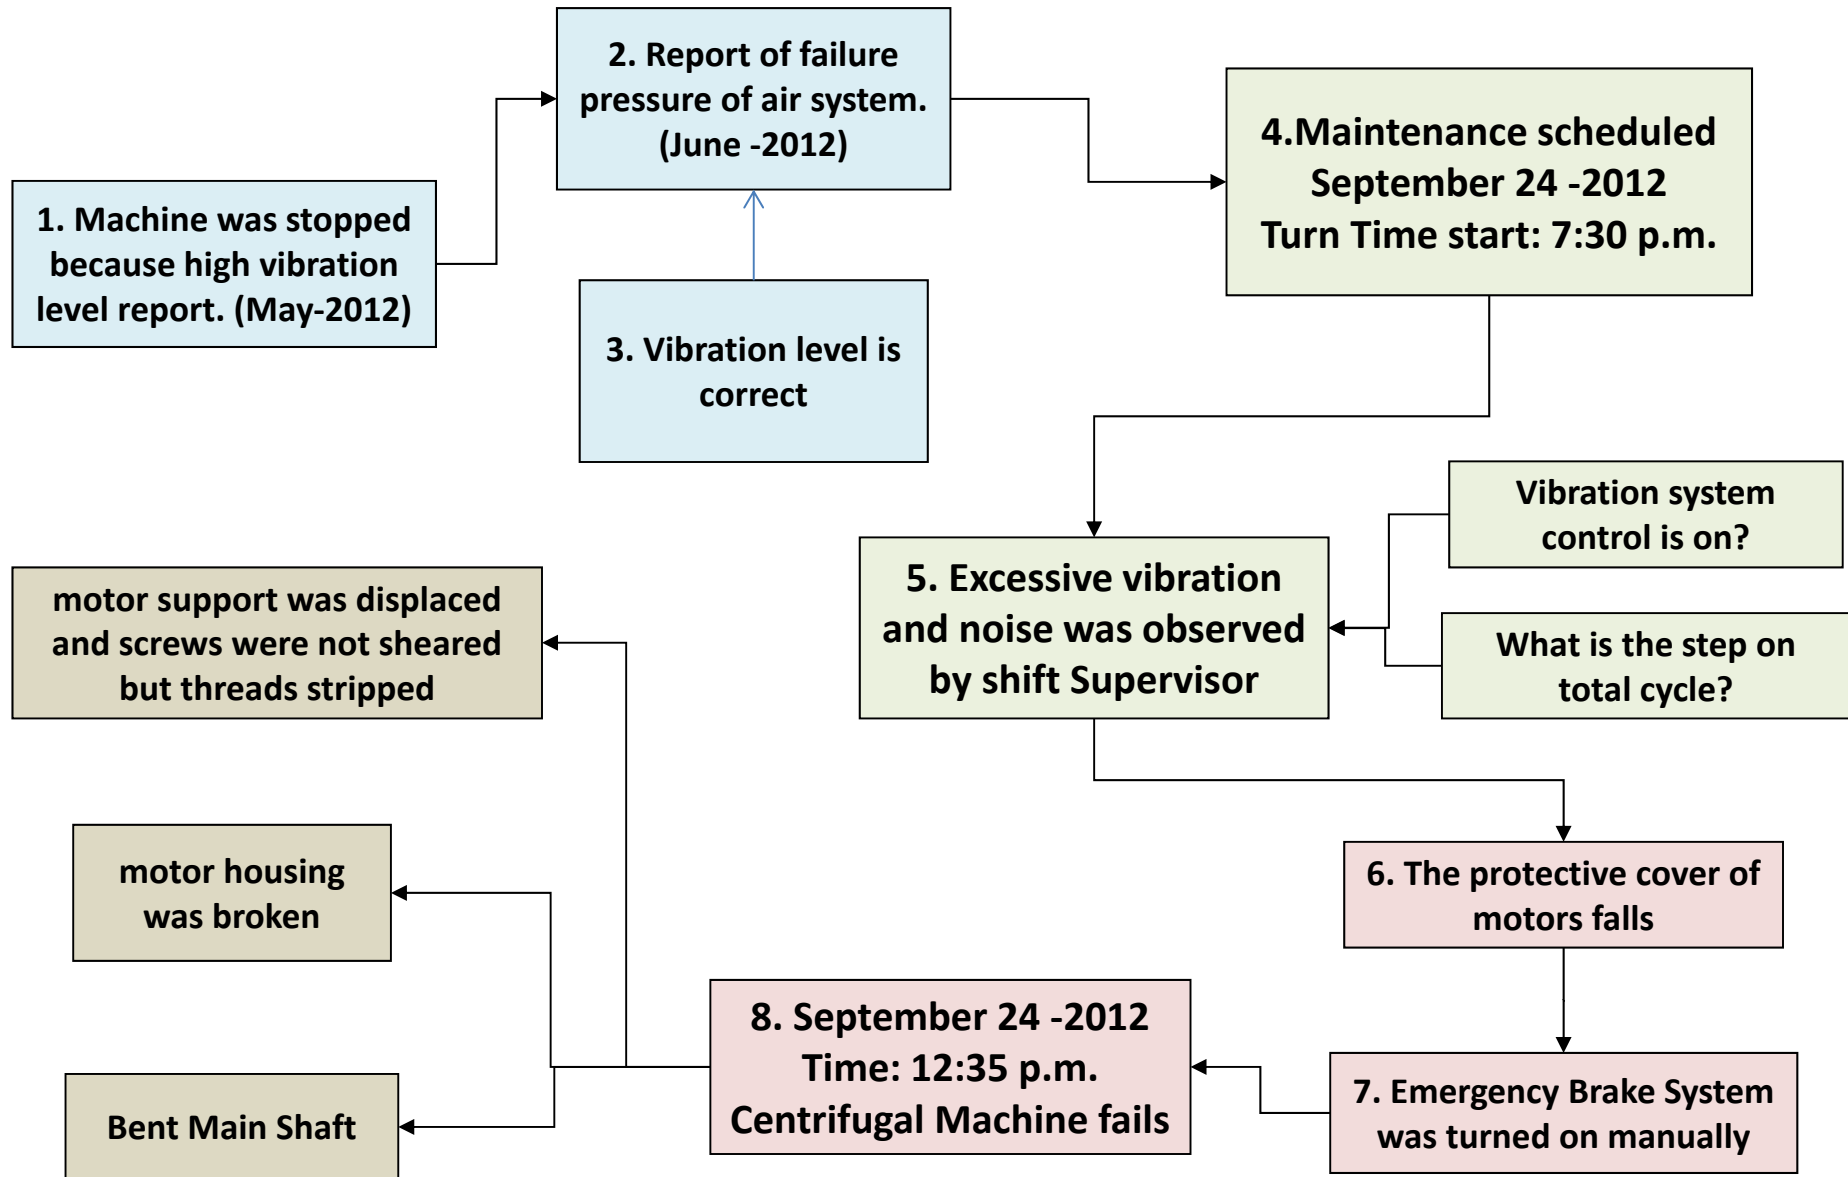 1. Machine was stopped
because high vibration
level report. (May-2012)
2. Report of failure
pressure of air system.
(June -2012)
3. Vibration level is
correct
4.Maintenance scheduled
September 24 -2012
Turn Time start: 7:30 p.m.
5. Excessive vibration
and noise was observed
by shift Supervisor
Vibration system
control is on?
What is the step on
total cycle?
6. The protective cover of
motors falls
7. Emergency Brake System
was turned on manually
8. September 24 -2012
Time: 12:35 p.m.
Centrifugal Machine fails
motor support was displaced
and screws were not sheared
but threads stripped
motor housing
was broken
Bent Main Shaft